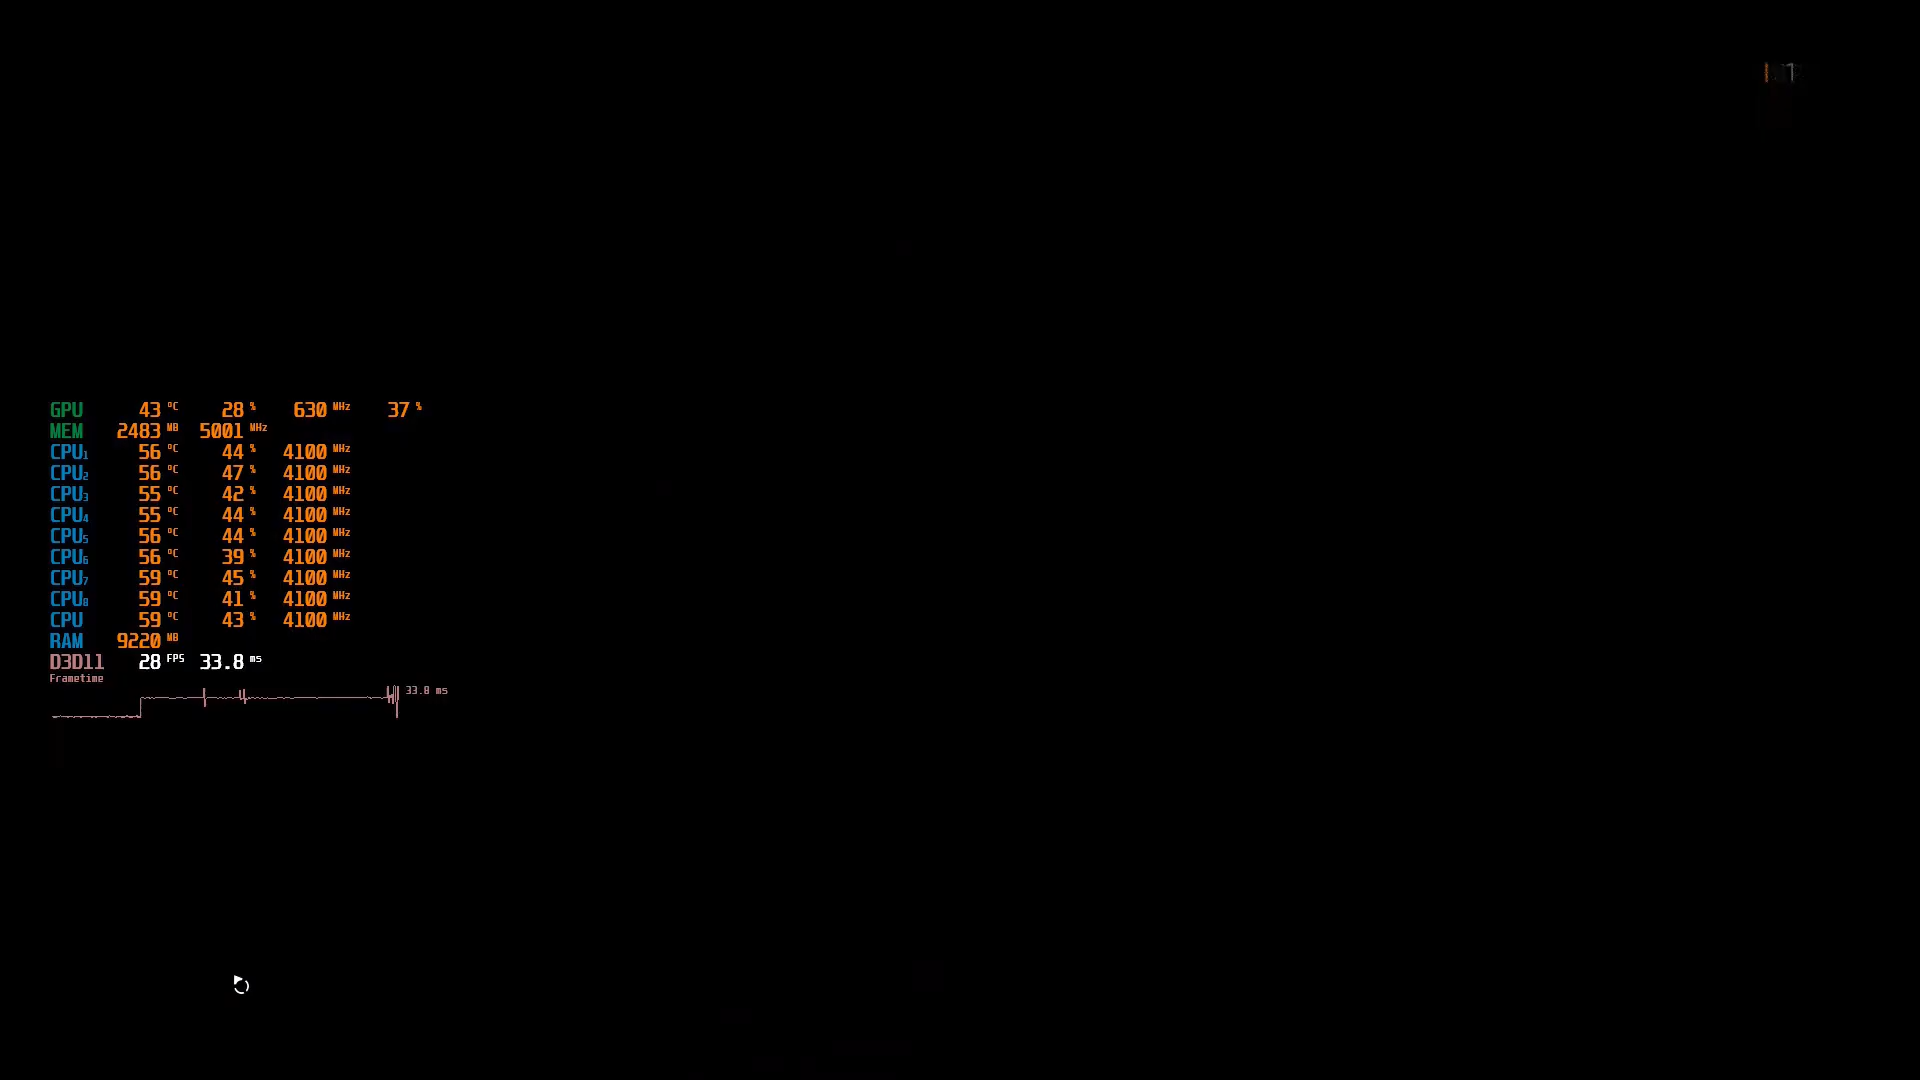 GPU 43 °C 28 % 630 MHz 37 %
MEM 2483 MB 5001 MHz
CPU1 56 °C 44 % 4100 MHz
CPU2 56 °C 47 % 4100 MHz
CPU3 55 °C 42 % 4100 MHz
CPU4 55 °C 44 % 4100 MHz
CPU5 56 °C 44 % 4100 MHz
CPU6 56 °C 39 % 4100 MHz
CPU7 59 °C 45 % 4100 MHz
CPU8 59 °C 41 % 4100 MHz
CPU 59 °C 43 % 4100 MHz
RAM 9220 MB
D3D11 28 FPS 33.8 ms
Frametime
33.8 ms